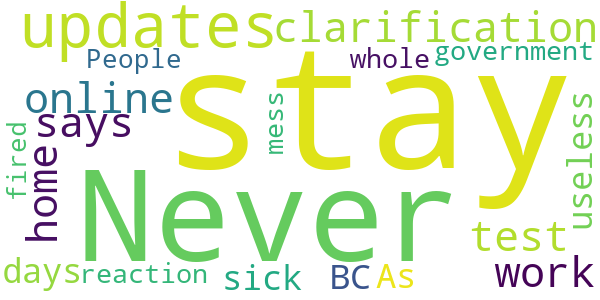 updates
clarification
People
whole
government
stay
online
says
mess
useless
fired
home
Never
test
days
reaction
sick
BC
As
work